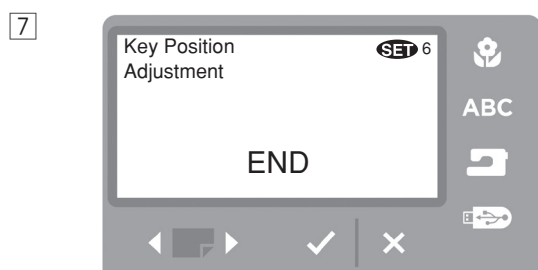 7
Key Position
Adjustment
SET 6
END
ABC